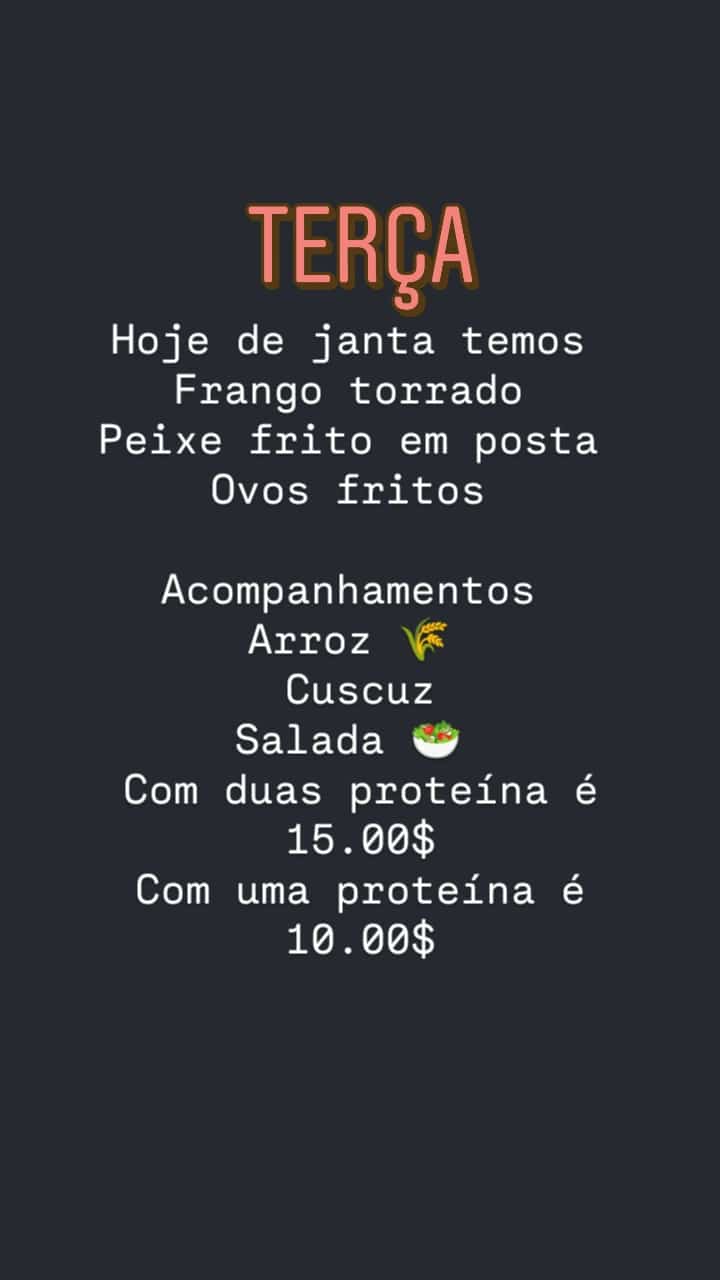 TERÇA
Hoje de janta temos
Frango torrado
Peixe frito em posta
Ovos fritos
Acompanhamentos
Arroz 🌾
Cuscuz
Salada 🥗
Com duas proteína é
15.00$
Com uma proteína é
10.00$